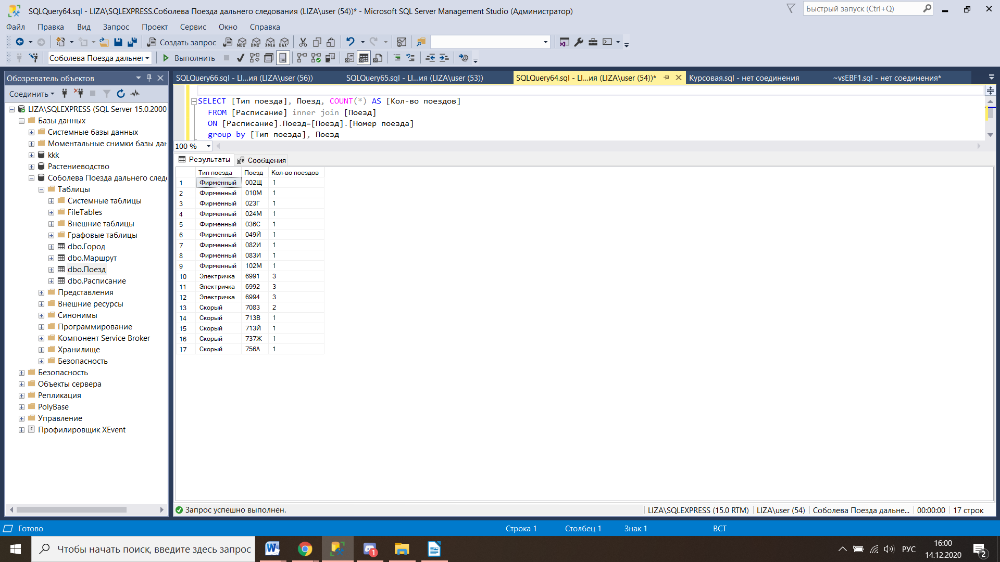 SQLQuery64.sql - LIZA\SQLEXPRESS.Соболева Поезда дальнего следования (LIZA\user (54))* - Microsoft SQL Server Management Studio (Администратор)
Быстрый запуск (Ctrl+Q)
Файл Правка Вид Запрос Проект Сервис Окно Справка
Создать запрос
MDX DMX XMLA DAX
Соболева Поезда дальнег
Выполнить
Обозреватель объектов
Соединить
LIZA\SQLEXPRESS (SQL Server 15.0.2000
Базы данных
Системные базы данных
Моментальные снимки базы дан
kkk
Растениеводство
Соболева Поезда дальнего следо
Таблицы
Системные таблицы
FileTables
Внешние таблицы
Графовые таблицы
dbo.Город
dbo.Маршрут
dbo.Поезд
dbo.Расписание
Представления
Внешние ресурсы
Синонимы
Программирование
Компонент Service Broker
Хранилище
Безопасность
Безопасность
Объекты сервера
Репликация
PolyBase
Управление
Профилировщик XEvent
SQLQuery66.sql - LI...ия (LIZA\user (56)) SQLQuery65.sql - LI...ия (LIZA\user (53)) SQLQuery64.sql - LI...ия (LIZA\user (54))* Курсовая.sql - нет соединения ~vsEBF1.sql - нет соединения*
SELECT [Тип поезда], Поезд, COUNT(*) AS [Кол-во поездов]
FROM [Расписание] inner join [Поезд]
ON [Расписание].Поезд=[Поезд].[Номер поезда]
group by [Тип поезда], Поезд
100 %
Результаты Сообщения
Тип поезда Поезд Кол-во поездов
1 Фирменный 002Щ 1
2 Фирменный 010М 1
3 Фирменный 023Г 1
4 Фирменный 024М 1
5 Фирменный 036С 1
6 Фирменный 049Й 1
7 Фирменный 082И 1
8 Фирменный 083И 1
9 Фирменный 102М 1
10 Электричка 6991 3
11 Электричка 6992 3
12 Электричка 6994 3
13 Скорый 7083 2
14 Скорый 713В 1
15 Скорый 713Й 1
16 Скорый 737Ж 1
17 Скорый 756А 1
Запрос успешно выполнен.
LIZA\SQLEXPRESS (15.0 RTM) LIZA\user (54) Соболева Поезда дальне... 00:00:00 17 строк
Готово Строка 1 Столбец 1 Знак 1 ВСТ
Чтобы начать поиск, введите здесь запрос
1
РУС
16:00
14.12.2020
2